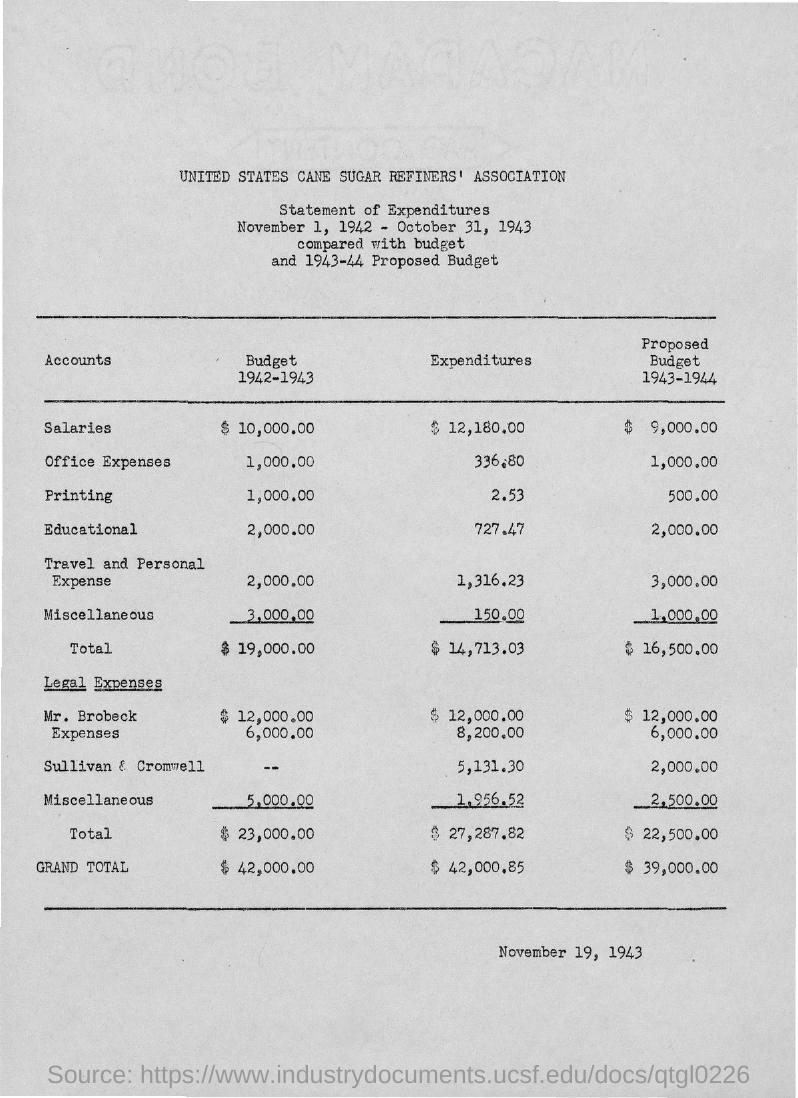 UNITED STATES CANE SUGAR REFINERS' ASSOCIATION
Statement of Expenditures
November 1, 1942 - October 31, 1943
compared with budget
and 1943-44 Proposed Budget
Accounts Budget 1942-1943 Expenditures Proposed Budget 1943-1944
Salaries $ 10,000.00 $ 12,180.00 $ 9,000.00
Office Expenses 1,000.00 336.80 1,000.00
Printing 1,000.00 2.53 500.00
Educational 2,000.00 727.47 2,000.00
Travel and Personal
Expense 2,000.00 1,316.23 3,000.00
Miscellaneous 3,000.00 150.00 1,000.00
Total $ 19,000.00 $ 14,713.03 $ 16,500.00
Legal Expenses
Mr. Brobeck $ 12,000.00 $ 12,000.00 $ 12,000.00
Expenses 6,000.00 8,200.00 6,000.00
Sullivan & Cromwell -- 5,131.30 2,000.00
Miscellaneous 5,000.00 1,956.52 2,500.00
Total $ 23,000.00 $ 27,287.82 $ 22,500.00
GRAND TOTAL $ 42,000.00 $ 42,000.85 $ 39,000.00
November 19, 1943
Source: https://www.industrydocuments.ucsf.edu/docs/qtgl0226